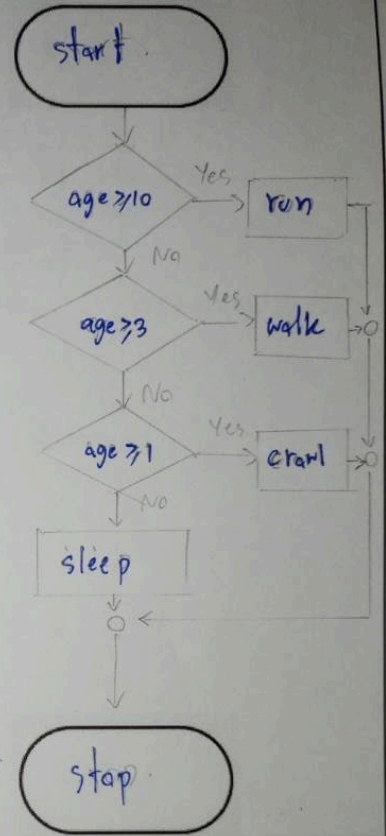 start
age≥10
Yes
run
No
age≥3
Yes
walk
No
age≥1
Yes
crawl
No
sleep
stop